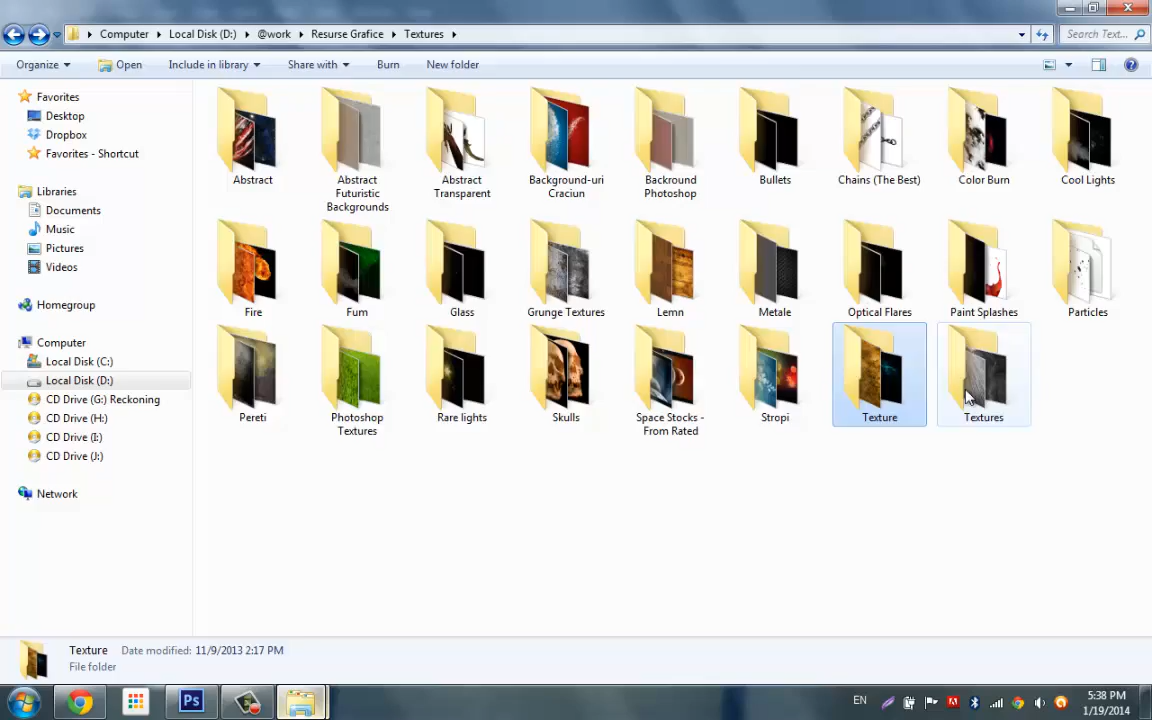 Computer Local Disk (D:) @work Resurse Grafice Textures Search Text...
Organize Open Include in library Share with Burn New folder
Favorites
Desktop
Dropbox
Favorites - Shortcut
Libraries
Documents
Music
Pictures
Videos
Homegroup
Computer
Local Disk (C:)
Local Disk (D:)
CD Drive (G:) Reckoning
CD Drive (H:)
CD Drive (I:)
CD Drive (J:)
Network
Abstract
Abstract
Futuristic
Backgrounds
Abstract
Transparent
Background-uri
Craciun
Backround
Photoshop
Bullets
Chains (The Best)
Color Burn
Cool Lights
Fire
Fum
Glass
Grunge Textures
Lemn
Metale
Optical Flares
Paint Splashes
Particles
Pereti
Photoshop
Textures
Rare lights
Skulls
Space Stocks -
From Rated
Stropi
Texture
Textures
Texture Date modified: 11/9/2013 2:17 PM
File folder
Ps
EN
5:38 PM
1/19/2014